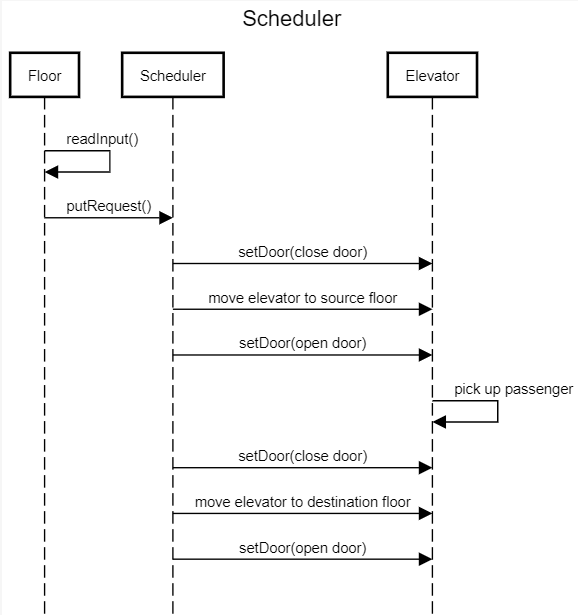 Scheduler
Floor
Scheduler
Elevator
readInput()
putRequest()
setDoor(close door)
move elevator to source floor
setDoor(open door)
pick up passenger
setDoor(close door)
move elevator to destination floor
setDoor(open door)